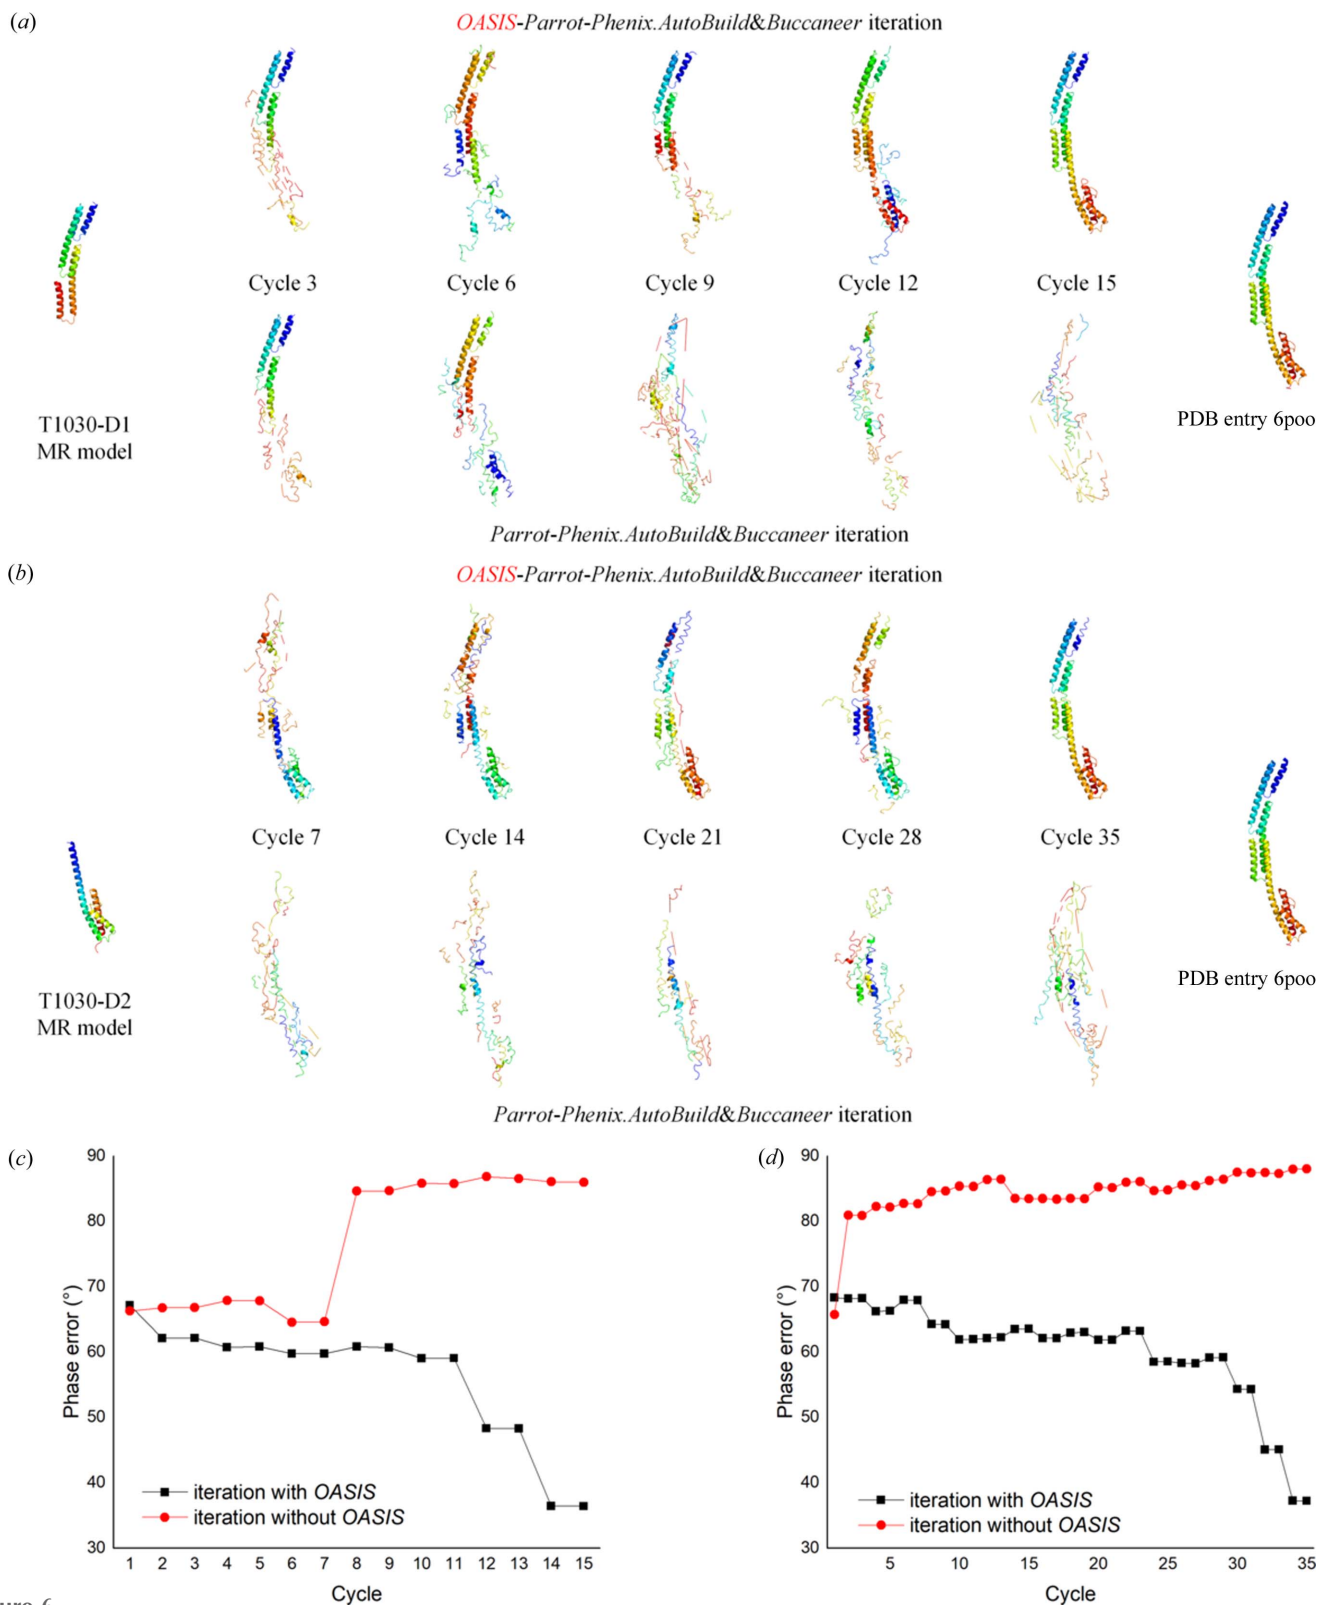 (a)
OASIS-Parrot-Phenix.AutoBuild&Buccaneer iteration
Cycle 3
Cycle 6
Cycle 9
Cycle 12
Cycle 15
T1030-D1
MR model
PDB entry 6poo
Parrot-Phenix.AutoBuild&Buccaneer iteration
(b)
OASIS-Parrot-Phenix.AutoBuild&Buccaneer iteration
Cycle 7
Cycle 14
Cycle 21
Cycle 28
Cycle 35
T1030-D2
MR model
PDB entry 6poo
Parrot-Phenix.AutoBuild&Buccaneer iteration
(c)
90
80
70
60
50
40
30
Phase error (°)
iteration with OASIS
iteration without OASIS
1 2 3 4 5 6 7 8 9 10 11 12 13 14 15
Cycle
(d)
90
80
70
60
50
40
30
Phase error (°)
iteration with OASIS
iteration without OASIS
5 10 15 20 25 30 35
Cycle